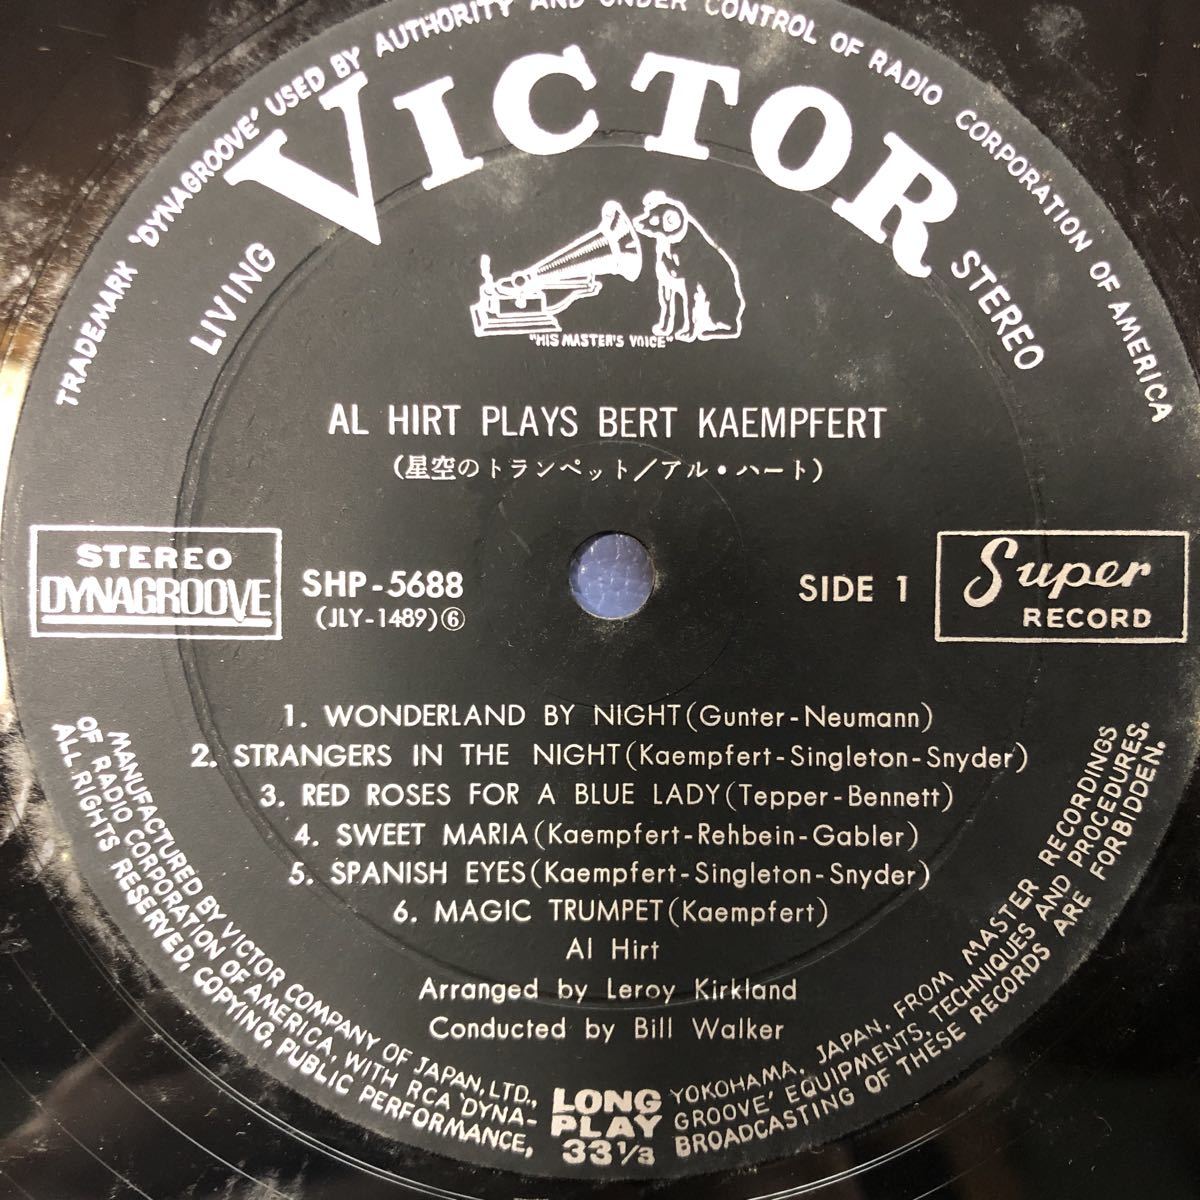 TRADEMARK 'DYNAGROOVE' USED BY AUTHORITY AND UNDER CONTROL OF RADIO CORPORATION OF AMERICA
LIVING
VICTOR
STEREO
"HIS MASTER'S VOICE"
AL HIRT PLAYS BERT KAEMPFERT
(星空のトランペット/アル・ハート)
STEREO
DYNAGROOVE
SHP-5688
(JLY-1489)⑥
SIDE 1
Super
RECORD
1. WONDERLAND BY NIGHT(Gunter-Neumann)
2. STRANGERS IN THE NIGHT(Kaempfert-Singleton-Snyder)
3. RED ROSES FOR A BLUE LADY(Tepper-Bennett)
4. SWEET MARIA(Kaempfert-Rehbein-Gabler)
5. SPANISH EYES(Kaempfert-Singleton-Snyder)
6. MAGIC TRUMPET(Kaempfert)
Al Hirt
Arranged by Leroy Kirkland
Conducted by Bill Walker
MANUFACTURED BY VICTOR COMPANY OF JAPAN, LTD., YOKOHAMA, JAPAN, FROM MASTER RECORDINGS
OF RADIO CORPORATION OF AMERICA, WITH RCA 'DYNA-GROOVE' EQUIPMENTS, TECHNIQUES AND PROCEDURES.
ALL RIGHTS RESERVED, COPYING, PUBLIC PERFORMANCE, BROADCASTING OF THESE RECORDS ARE FORBIDDEN.
LONG
PLAY
33 1/3